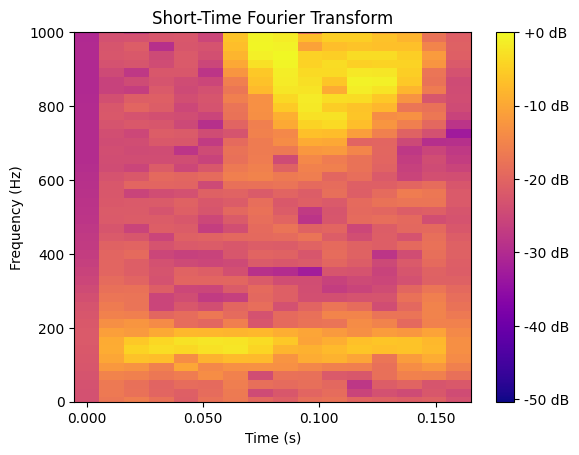 Short-Time Fourier Transform
1000
800
600
400
200
0
Frequency (Hz)
0.000
0.050
0.100
0.150
Time (s)
+0 dB
-10 dB
-20 dB
-30 dB
-40 dB
-50 dB